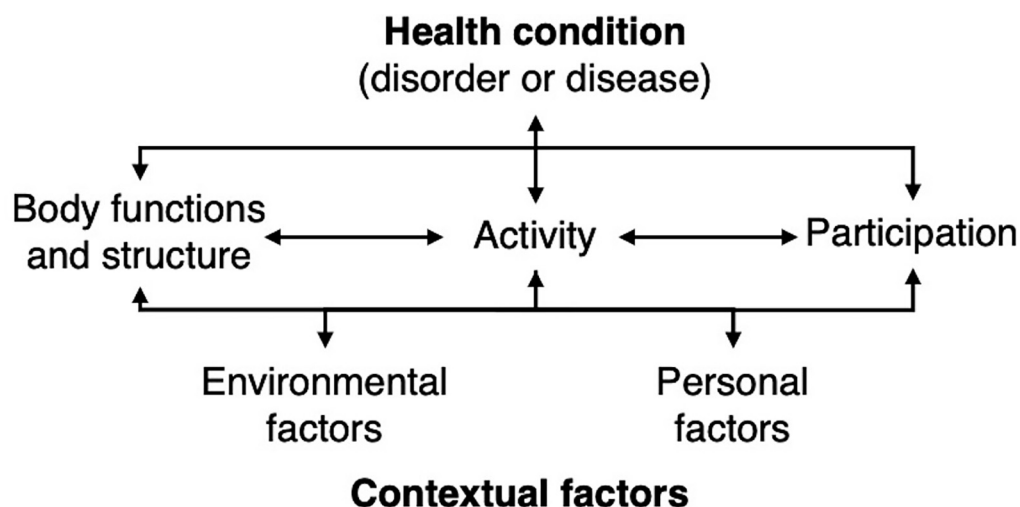 Health condition
(disorder or disease)
Body functions
and structure
Activity
Participation
Environmental
factors
Personal
factors
Contextual factors